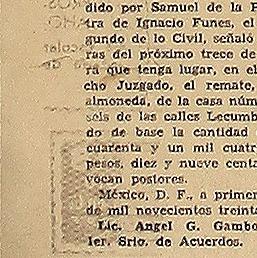 dido por Samuel de la P
tra de Ignacio Funes, el
gundo de lo Civil, señaló
ras del próximo trece de
ra que tenga lugar, en el
cho Juzgado, el remate,
almoneda, de la casa núm
seis de las calles Lecumb
do de base la cantidad
cuarenta y un mil cuatr
pesos, diez y nueve centa
vocan postores.
México, D. F., a primer
de mil novecientos treint
Lic. Angel G. Gambo
1er. Srio. de Acuerdos.